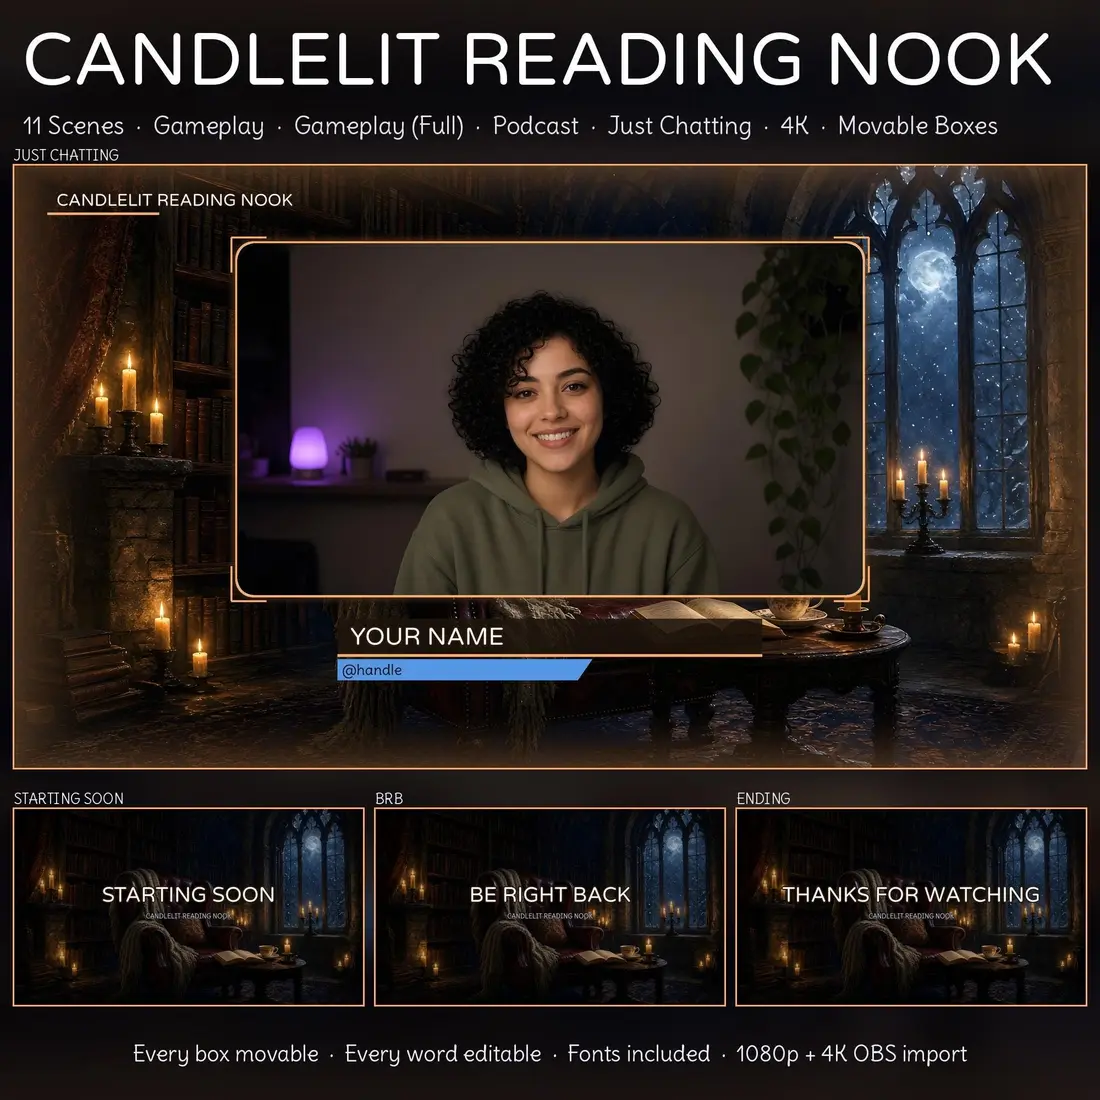 CANDLELIT READING NOOK
11 Scenes · Gameplay · Gameplay (Full) · Podcast · Just Chatting · 4K · Movable Boxes
JUST CHATTING
CANDLELIT READING NOOK
YOUR NAME
@handle
STARTING SOON
BRB
ENDING
STARTING SOON
CANDLELIT READING NOOK
BE RIGHT BACK
CANDLELIT READING NOOK
THANKS FOR WATCHING
CANDLELIT READING NOOK
Every box movable · Every word editable · Fonts included · 1080p + 4K OBS import